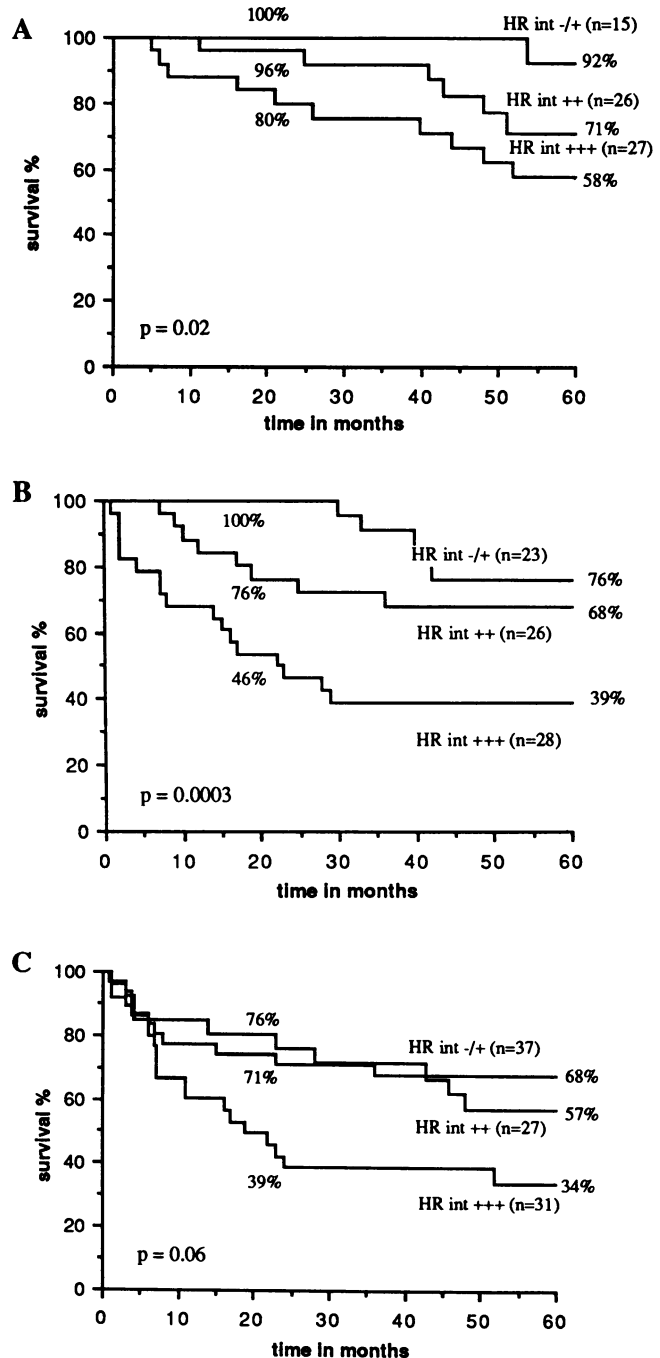 A
100%
HR int -/+ (n=15)
100
92%
96%
HR int ++ (n=26)
80
80%
71%
HR int +++ (n=27)
60
58%
survival %
40
20
p = 0.02
0
0 10 20 30 40 50 60
time in months
B
100
100%
HR int -/+ (n=23)
80
76%
76%
68%
HR int ++ (n=26)
60
survival %
46%
40
39%
HR int +++ (n=28)
20
p = 0.0003
0
0 10 20 30 40 50 60
time in months
C
100
76%
80
HR int -/+ (n=37)
71%
68%
60
57%
HR int ++ (n=27)
survival %
40
39%
34%
HR int +++ (n=31)
20
p = 0.06
0
0 10 20 30 40 50 60
time in months